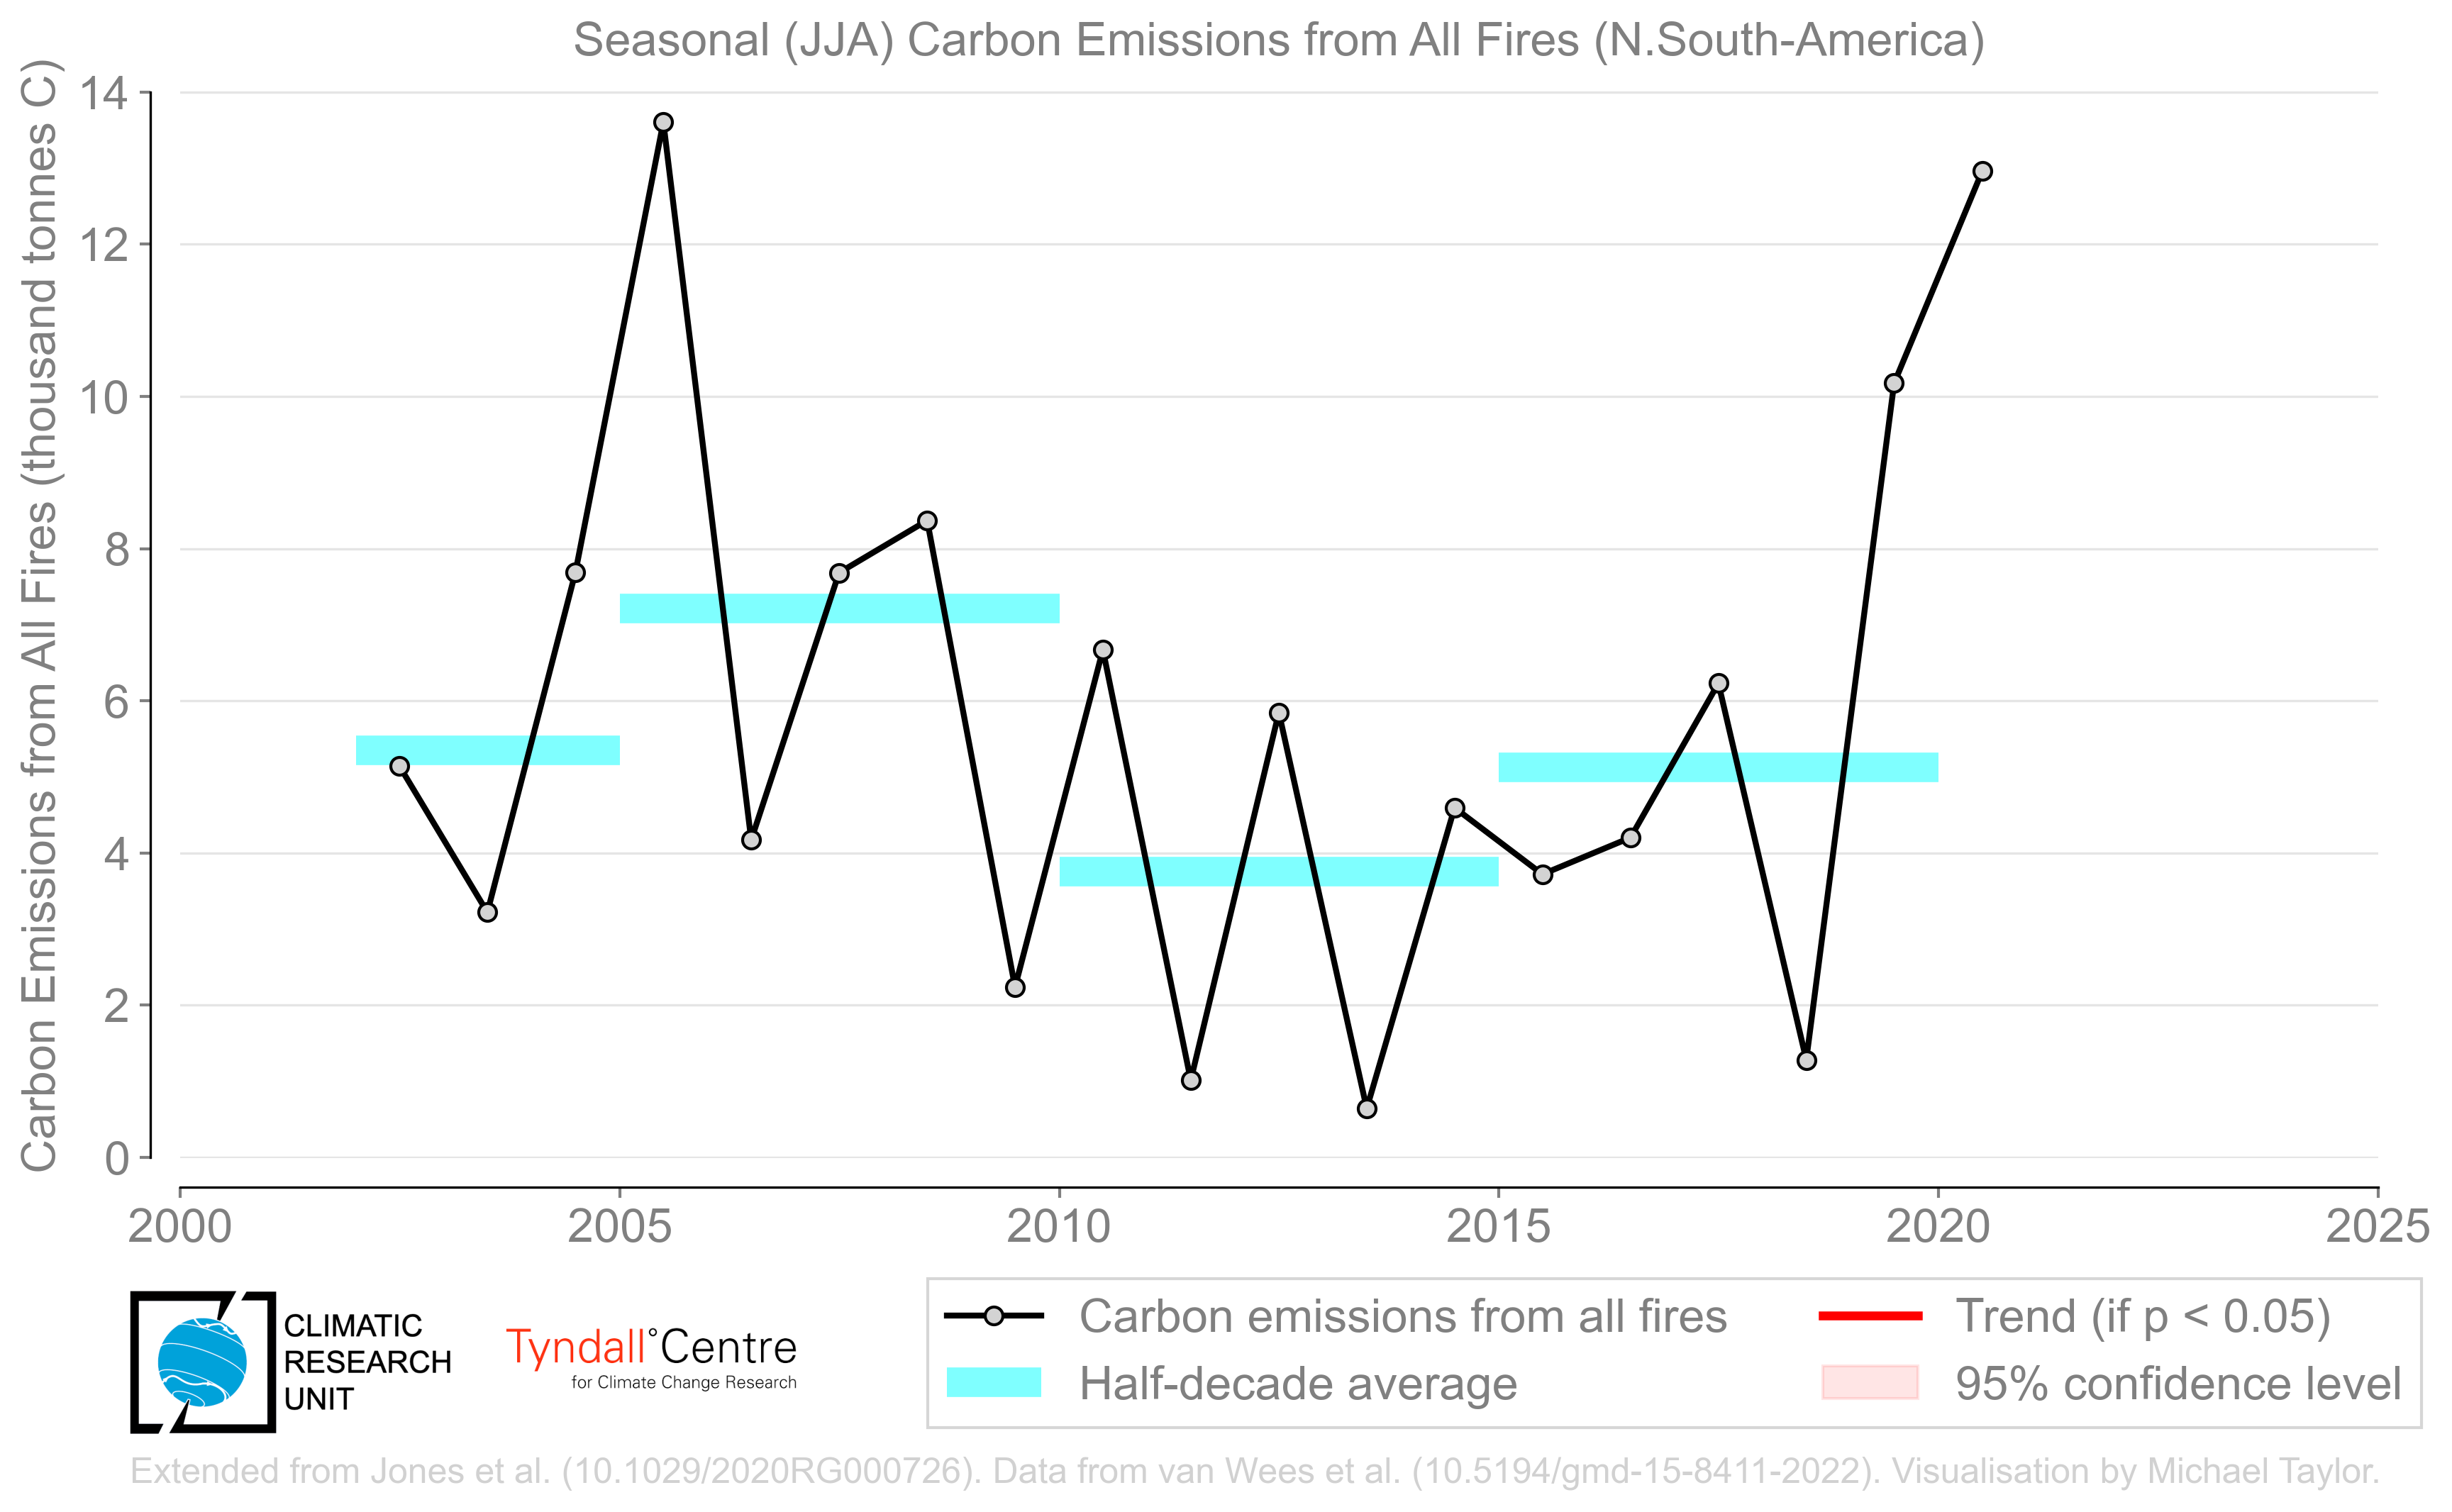 Seasonal (JJA) Carbon Emissions from All Fires (N.South-America)
Carbon Emissions from All Fires (thousand tonnes C)
14
12
10
8
6
4
2
0
2000 2005 2010 2015 2020 2025
CLIMATIC
RESEARCH
UNIT
Tyndall°Centre
for Climate Change Research
Carbon emissions from all fires
Trend (if p < 0.05)
Half-decade average
95% confidence level
Extended from Jones et al. (10.1029/2020RG000726). Data from van Wees et al. (10.5194/gmd-15-8411-2022). Visualisation by Michael Taylor.